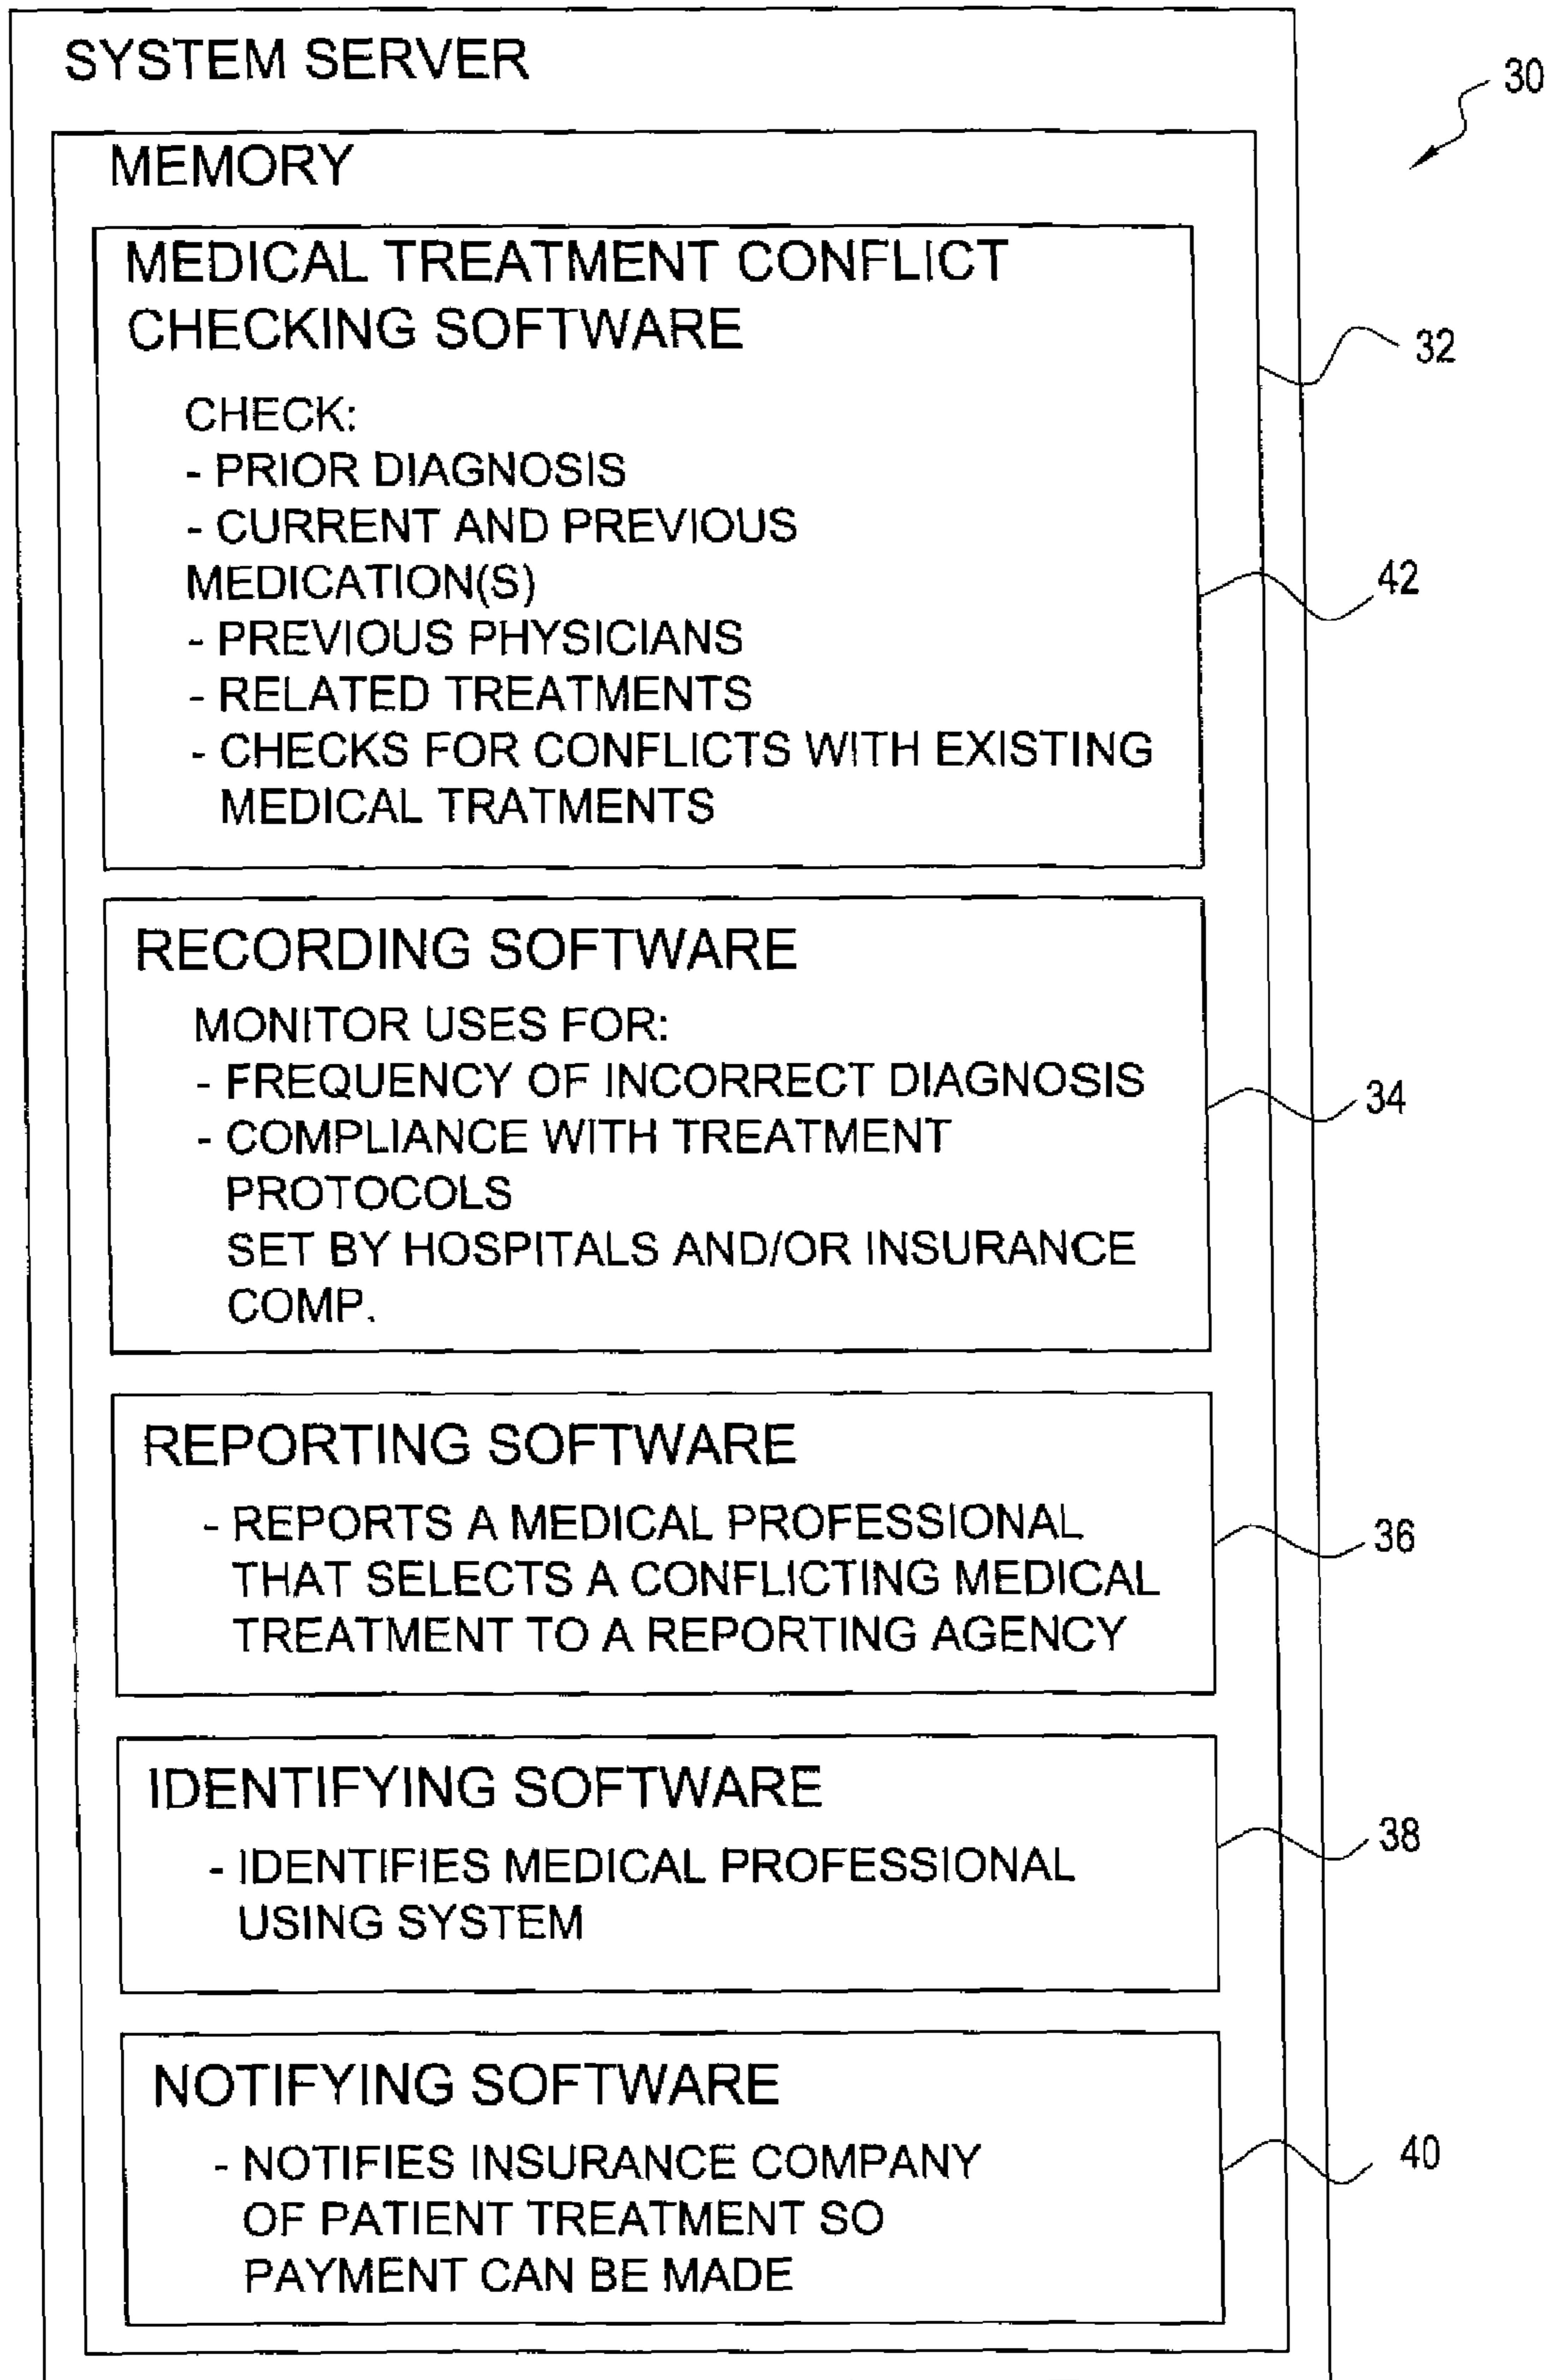 SYSTEM SERVER
30
MEMORY
MEDICAL TREATMENT CONFLICT
CHECKING SOFTWARE
32
CHECK:
- PRIOR DIAGNOSIS
- CURRENT AND PREVIOUS
MEDICATION(S)
42
- PREVIOUS PHYSICIANS
- RELATED TREATMENTS
- CHECKS FOR CONFLICTS WITH EXISTING
MEDICAL TRATMENTS
RECORDING SOFTWARE
MONITOR USES FOR:
- FREQUENCY OF INCORRECT DIAGNOSIS
34
- COMPLIANCE WITH TREATMENT
PROTOCOLS
SET BY HOSPITALS AND/OR INSURANCE
COMP.
REPORTING SOFTWARE
- REPORTS A MEDICAL PROFESSIONAL
36
THAT SELECTS A CONFLICTING MEDICAL
TREATMENT TO A REPORTING AGENCY
IDENTIFYING SOFTWARE
38
- IDENTIFIES MEDICAL PROFESSIONAL
USING SYSTEM
NOTIFYING SOFTWARE
40
- NOTIFIES INSURANCE COMPANY
OF PATIENT TREATMENT SO
PAYMENT CAN BE MADE